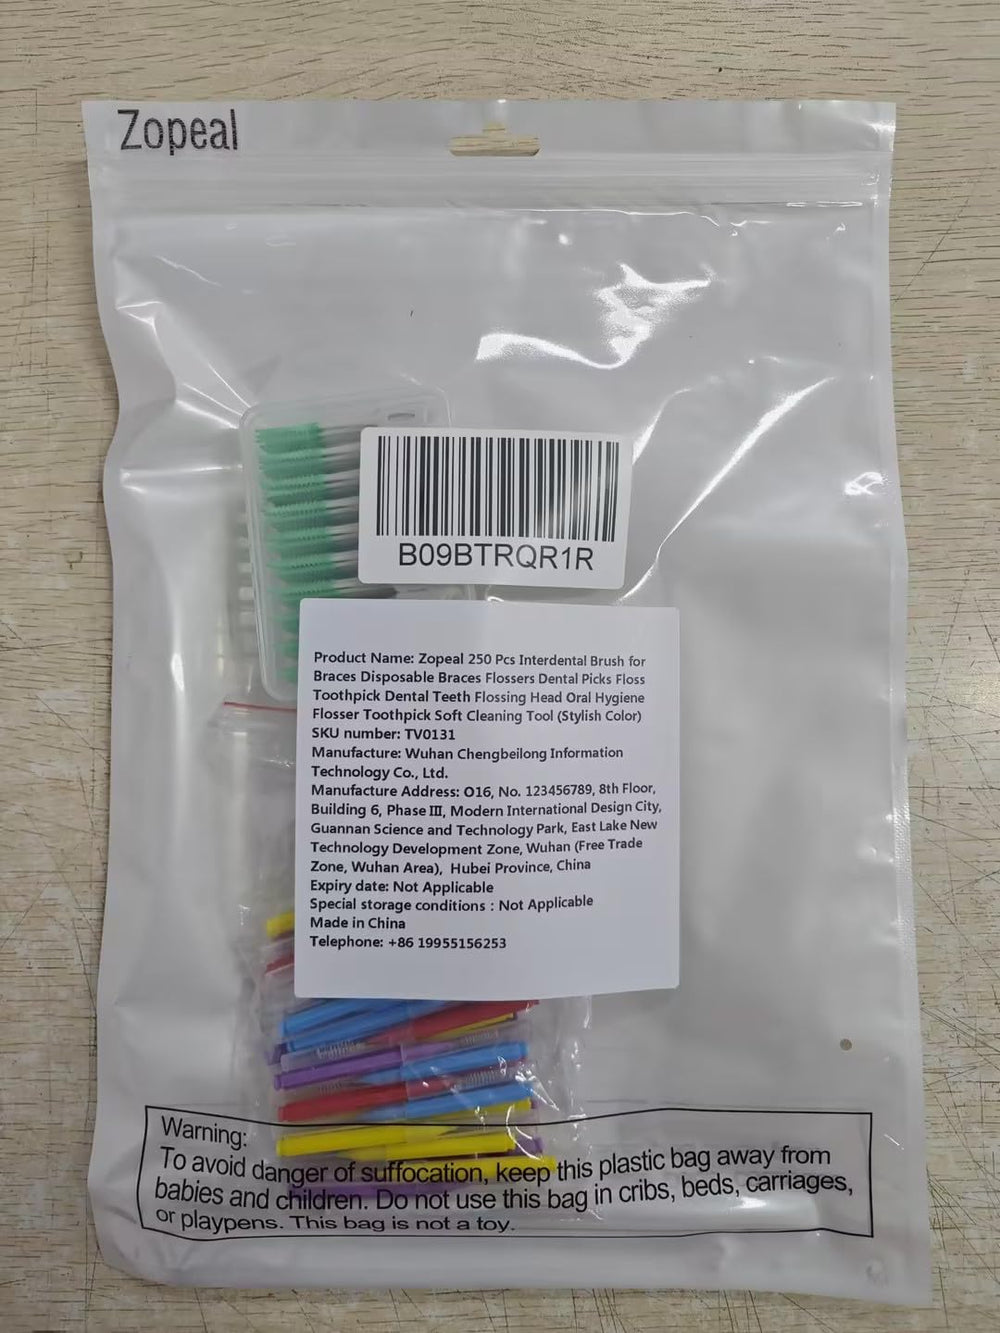 Zopeal
B09BTRQR1R
Product Name: Zopeal 250 Pcs Interdental Brush for
Braces Disposable Braces Flossers Dental Picks Floss
Toothpick Dental Teeth Flossing Head Oral Hygiene
Flosser Toothpick Soft Cleaning Tool (Stylish Color)
SKU number: TV0131
Manufacture: Wuhan Chengbeilong Information
Technology Co., Ltd.
Manufacture Address: O16, No. 123456789, 8th Floor,
Building 6, Phase Ⅲ, Modern International Design City,
Guannan Science and Technology Park, East Lake New
Technology Development Zone, Wuhan (Free Trade
Zone, Wuhan Area), Hubei Province, China
Expiry date: Not Applicable
Special storage conditions : Not Applicable
Made in China
Telephone: +86 19955156253
Warning:
To avoid danger of suffocation, keep this plastic bag away from
babies and children. Do not use this bag in cribs, beds, carriages,
or playpens. This bag is not a toy.